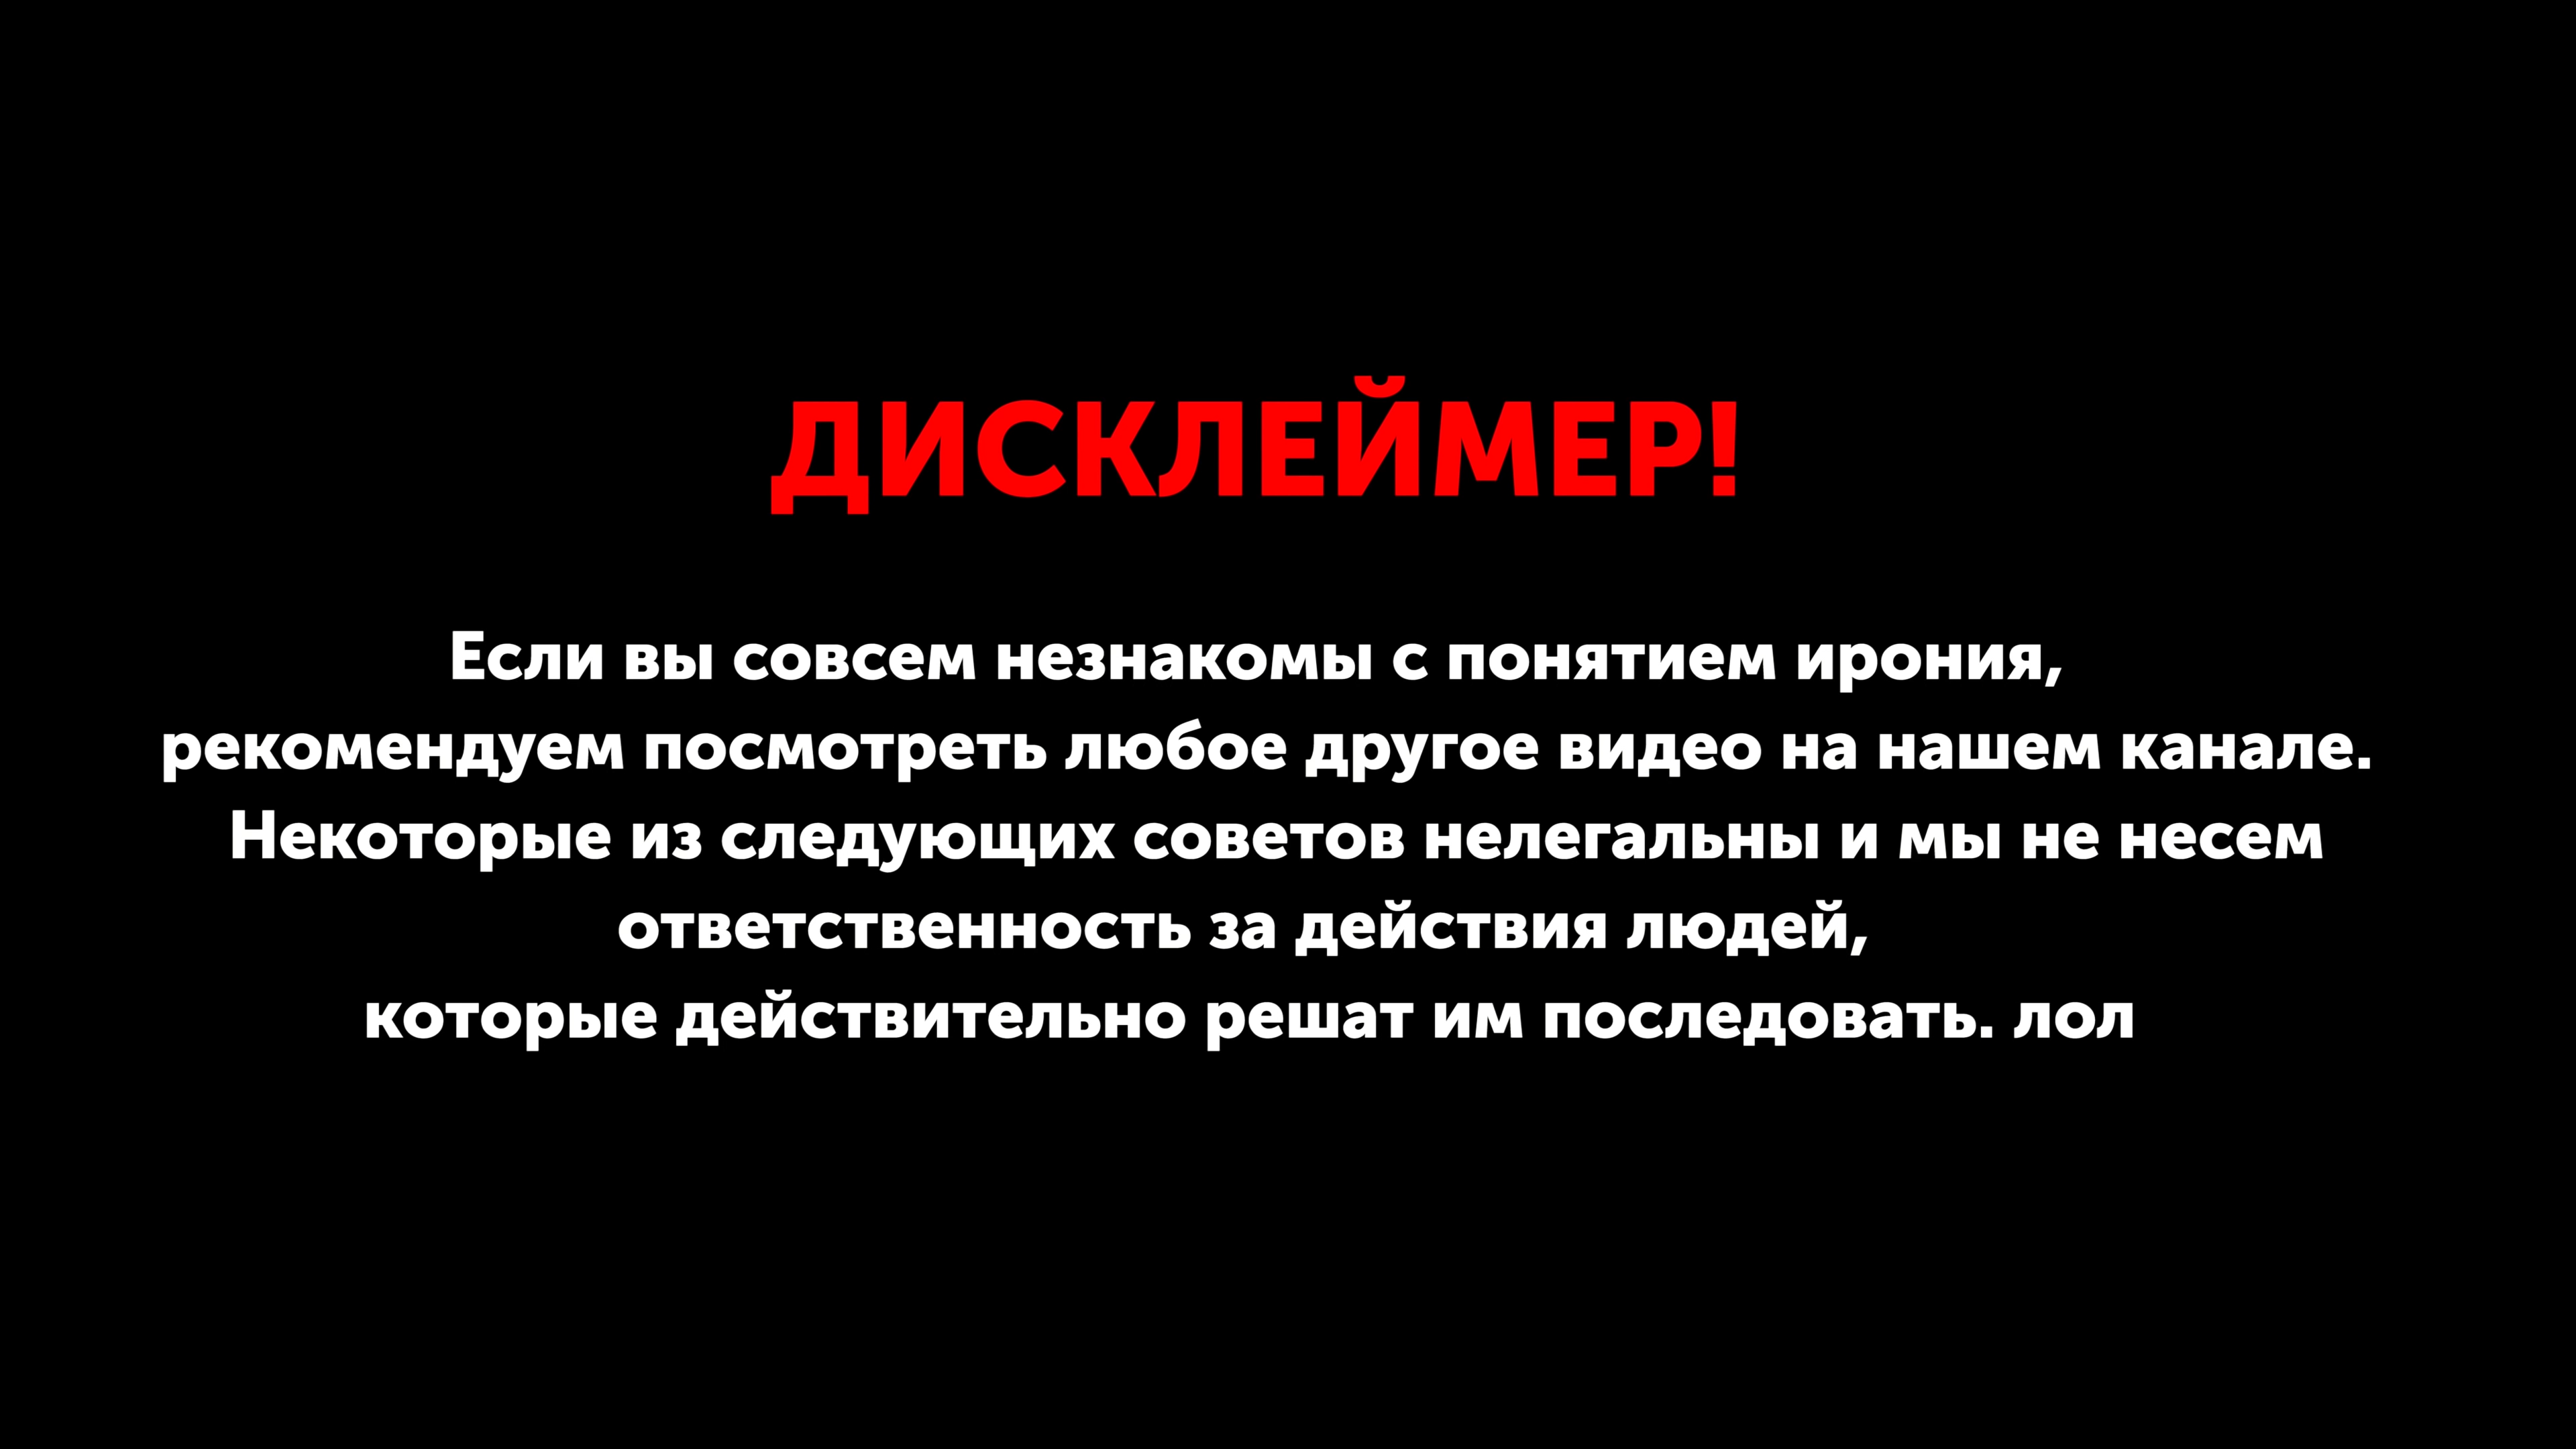 ДИСКЛЕЙМЕР!
Если вы совсем незнакомы с понятием ирония,
рекомендуем посмотреть любое другое видео на нашем канале.
Некоторые из следующих советов нелегальны и мы не несем
ответственность за действия людей,
которые действительно решат им последовать. лол